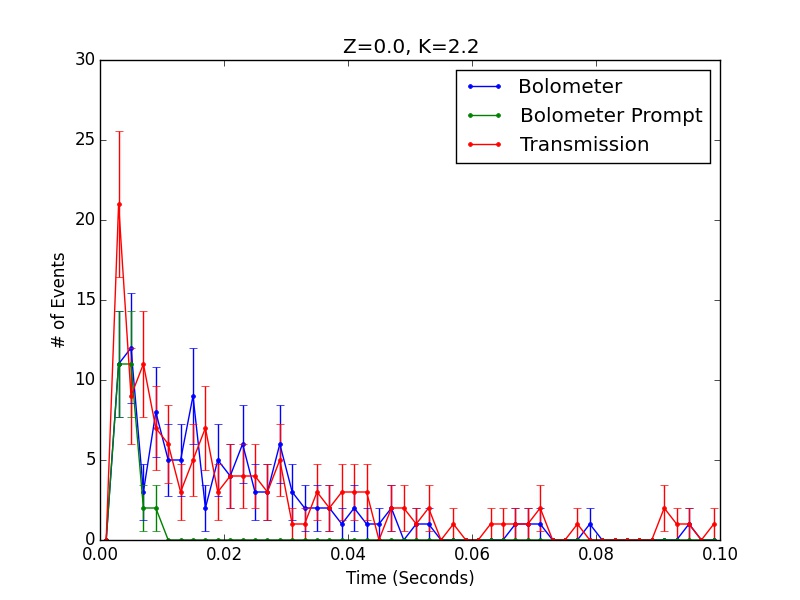 Z=0.0, K=2.2
Bolometer
Bolometer Prompt
Transmission
30
25
20
15
10
5
0
# of Events
0.00 0.02 0.04 0.06 0.08 0.10
Time (Seconds)